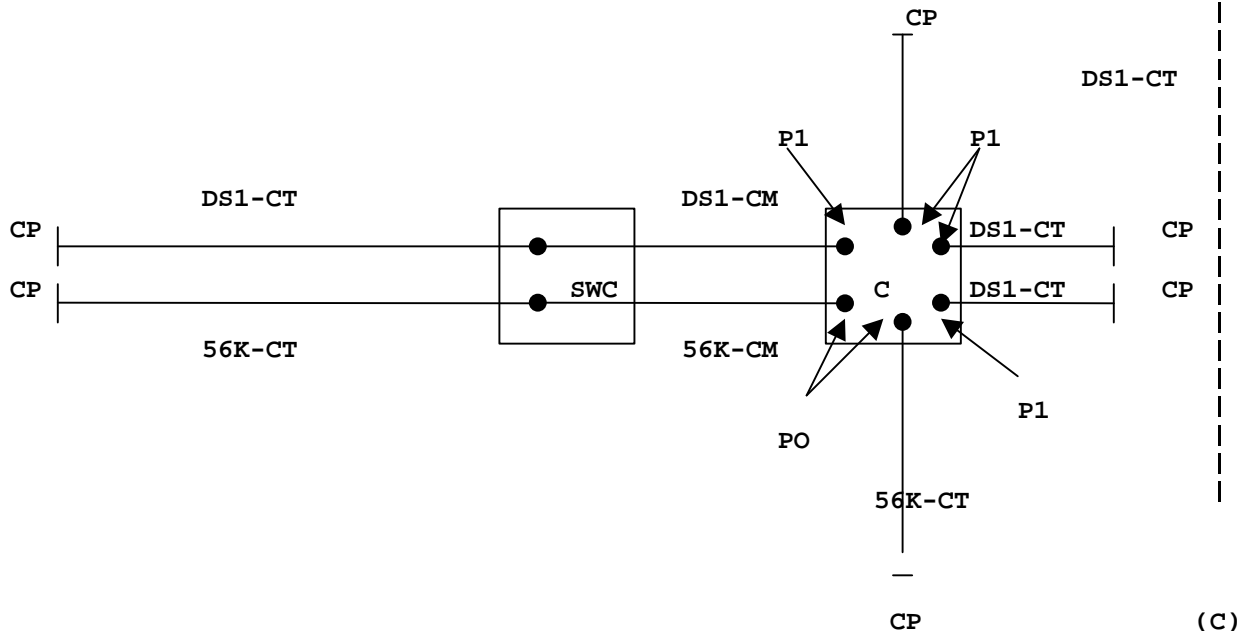 CP
DS1-CT
P1 P1
DS1-CT DS1-CM
CP DS1-CT CP
CP SWC C DS1-CT CP
56K-CT 56K-CM
P1
PO
56K-CT
CP (C)